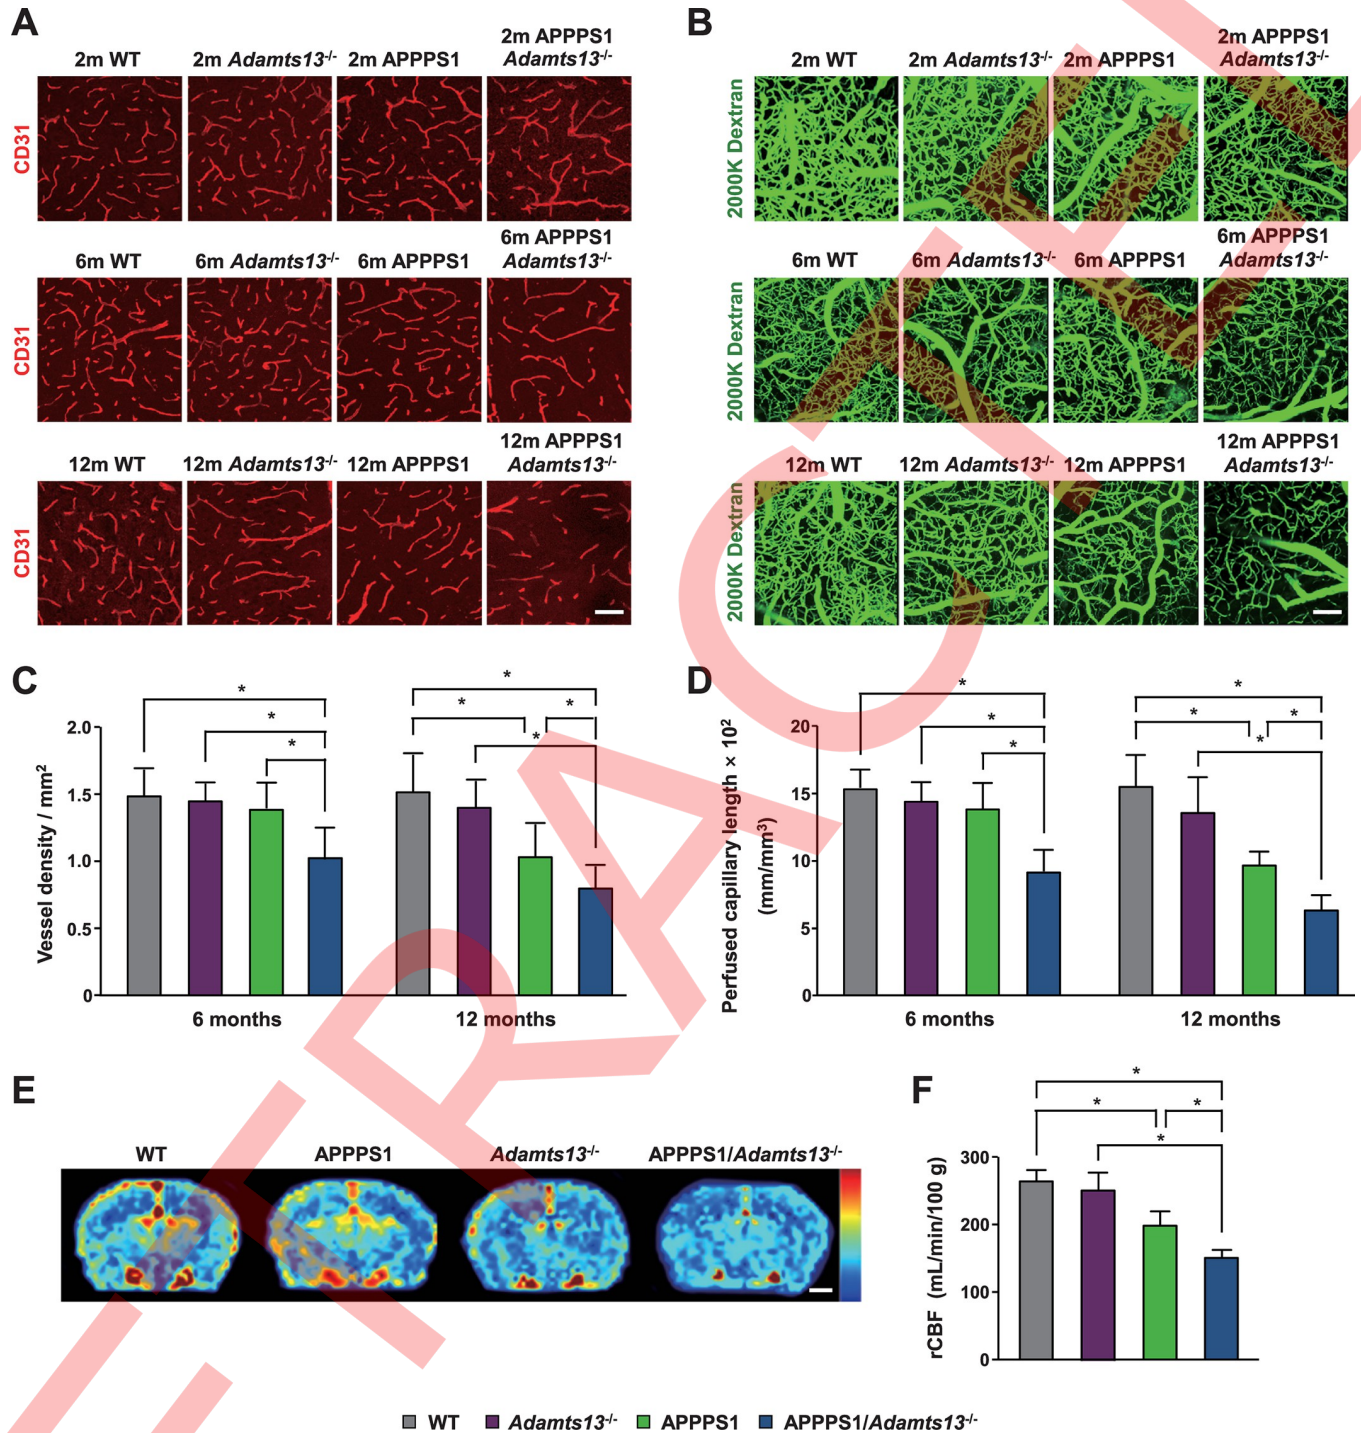 A
2m WT
2m Adamts13-/-
2m APPPS1
2m APPPS1
Adamts13-/-
CD31
6m WT
6m Adamts13-/-
6m APPPS1
6m APPPS1
Adamts13-/-
CD31
12m WT
12m Adamts13-/-
12m APPPS1
12m APPPS1
Adamts13-/-
CD31
B
2m WT
2m Adamts13-/-
2m APPPS1
2m APPPS1
Adamts13-/-
2000K Dextran
6m WT
6m Adamts13-/-
6m APPPS1
6m APPPS1
Adamts13-/-
2000K Dextran
12m WT
12m Adamts13-/-
12m APPPS1
12m APPPS1
Adamts13-/-
2000K Dextran
C
Vessel density / mm2
2.0
1.5
1.0
0.5
0
* * * * * * *
6 months
12 months
D
Perfused capillary length × 102
(mm/mm3)
20
15
10
5
0
* * * * * * *
6 months
12 months
E
WT
APPPS1
Adamts13-/-
APPPS1/Adamts13-/-
F
rCBF (mL/min/100 g)
300
200
100
0
* * * *
WT
Adamts13-/-
APPPS1
APPPS1/Adamts13-/-